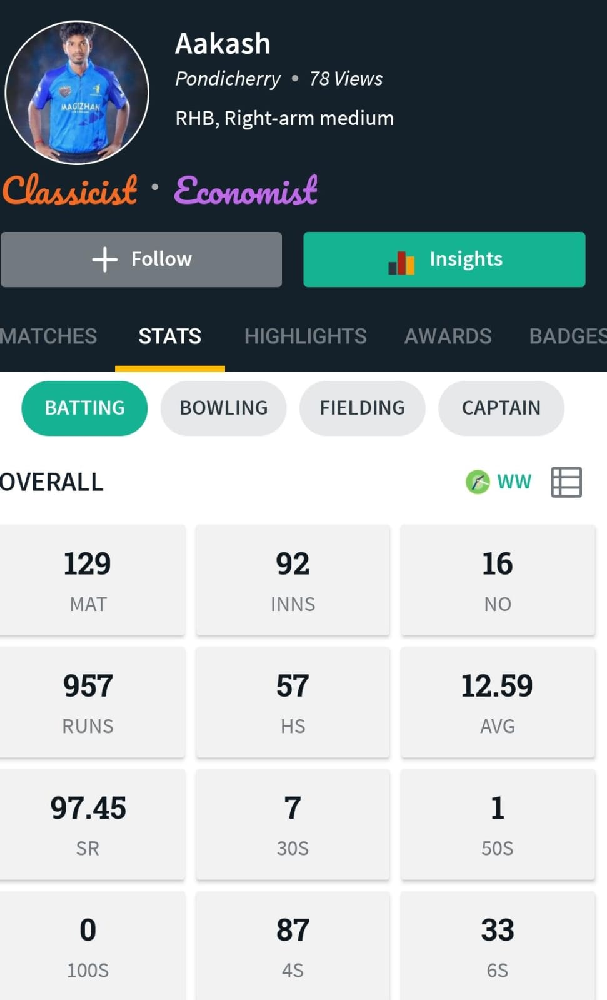 Aakash
Pondicherry • 78 Views
RHB, Right-arm medium
MAGIZHAN
Classicist • Economist
+ Follow
Insights
MATCHES STATS HIGHLIGHTS AWARDS BADGES
BATTING BOWLING FIELDING CAPTAIN
OVERALL WW
129 92 16
MAT INNS NO
957 57 12.59
RUNS HS AVG
97.45 7 1
SR 30S 50S
0 87 33
100S 4S 6S